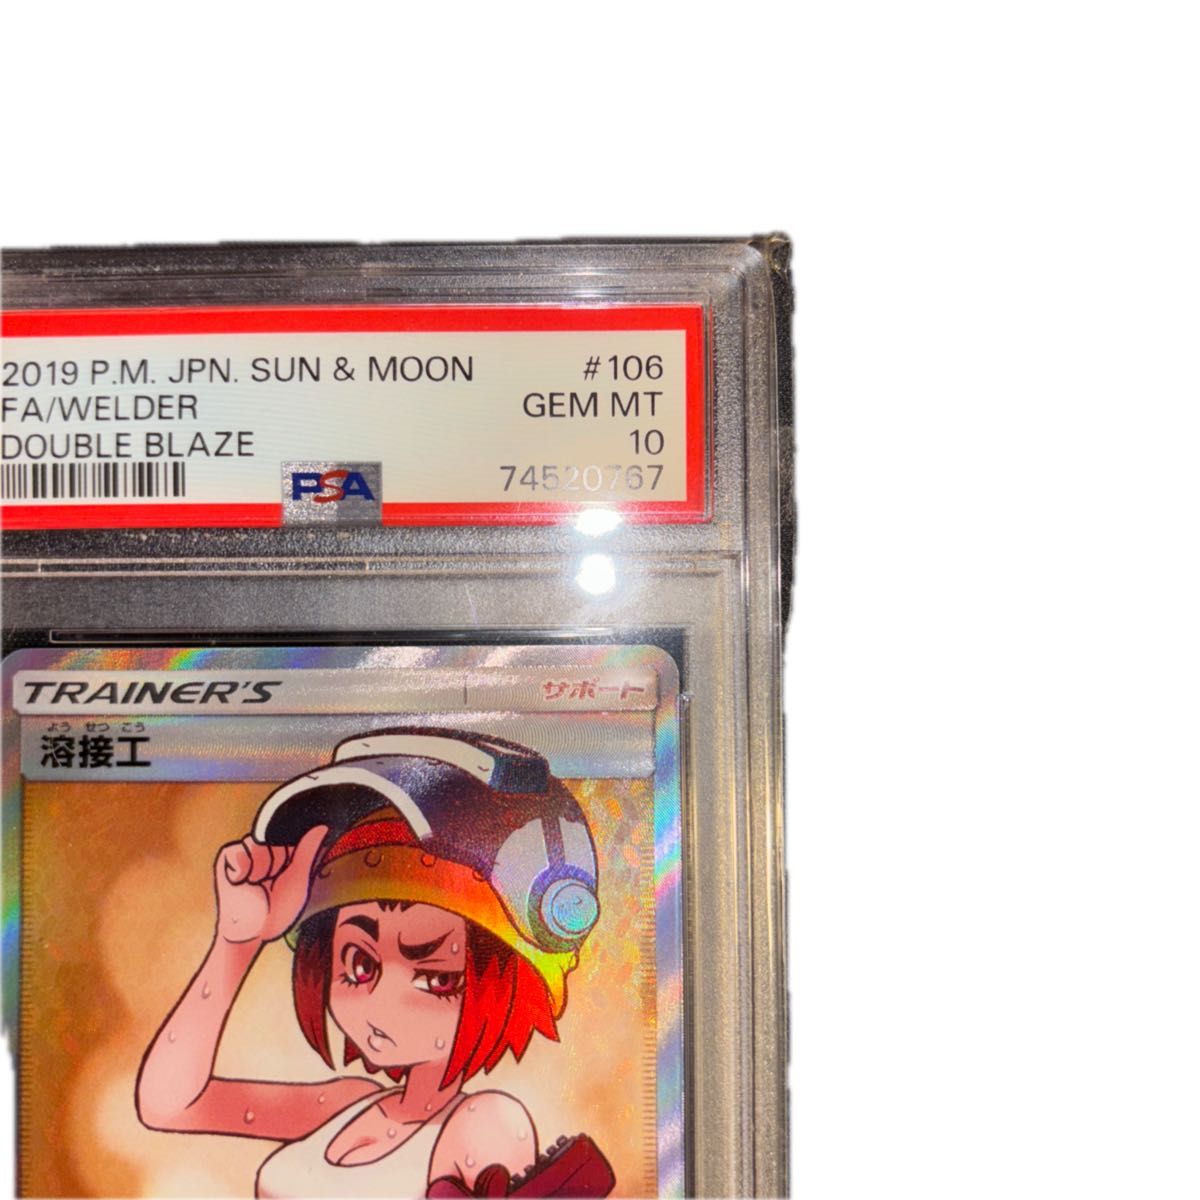 2019 P.M. JPN. SUN & MOON #106
FA/WELDER GEM MT
DOUBLE BLAZE 10
PSA 74520767
TRAINER'S サポート
よう せつ こう
溶接工